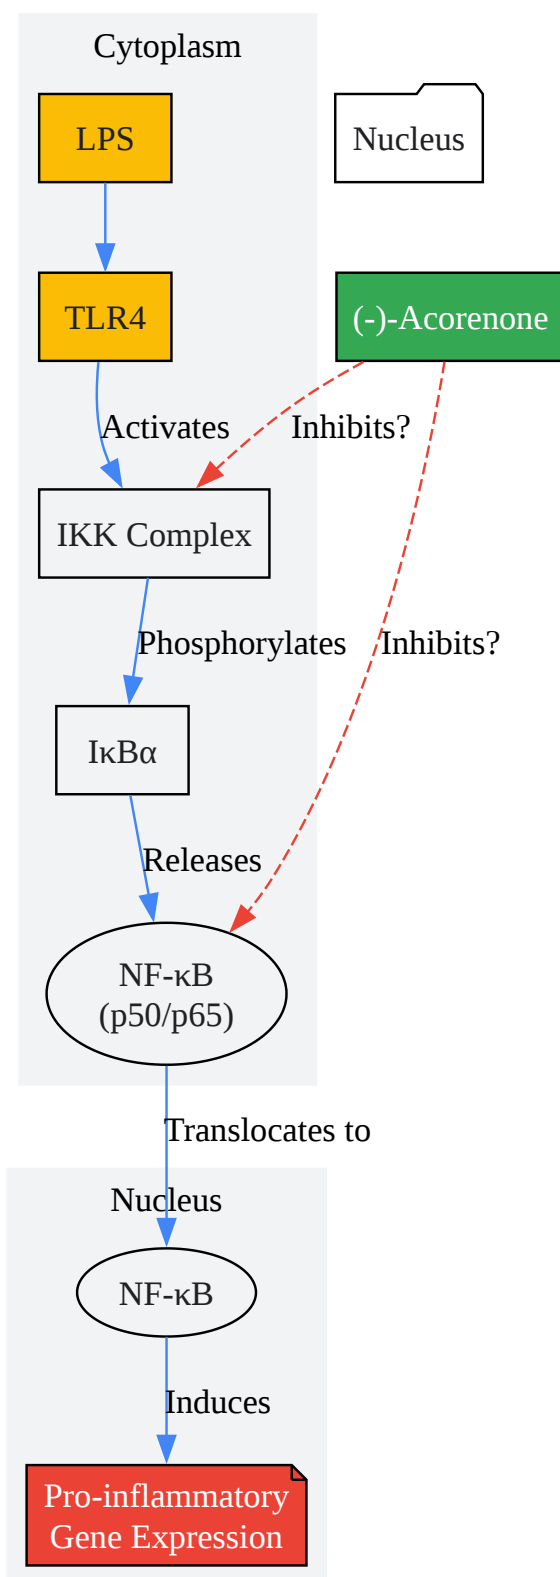 Cytoplasm
LPS
Nucleus
TLR4
(-)-Acorenone
Activates
Inhibits?
IKK Complex
Phosphorylates
Inhibits?
IκBα
Releases
NF-κB
(p50/p65)
Translocates to
Nucleus
NF-κB
Induces
Pro-inflammatory
Gene Expression